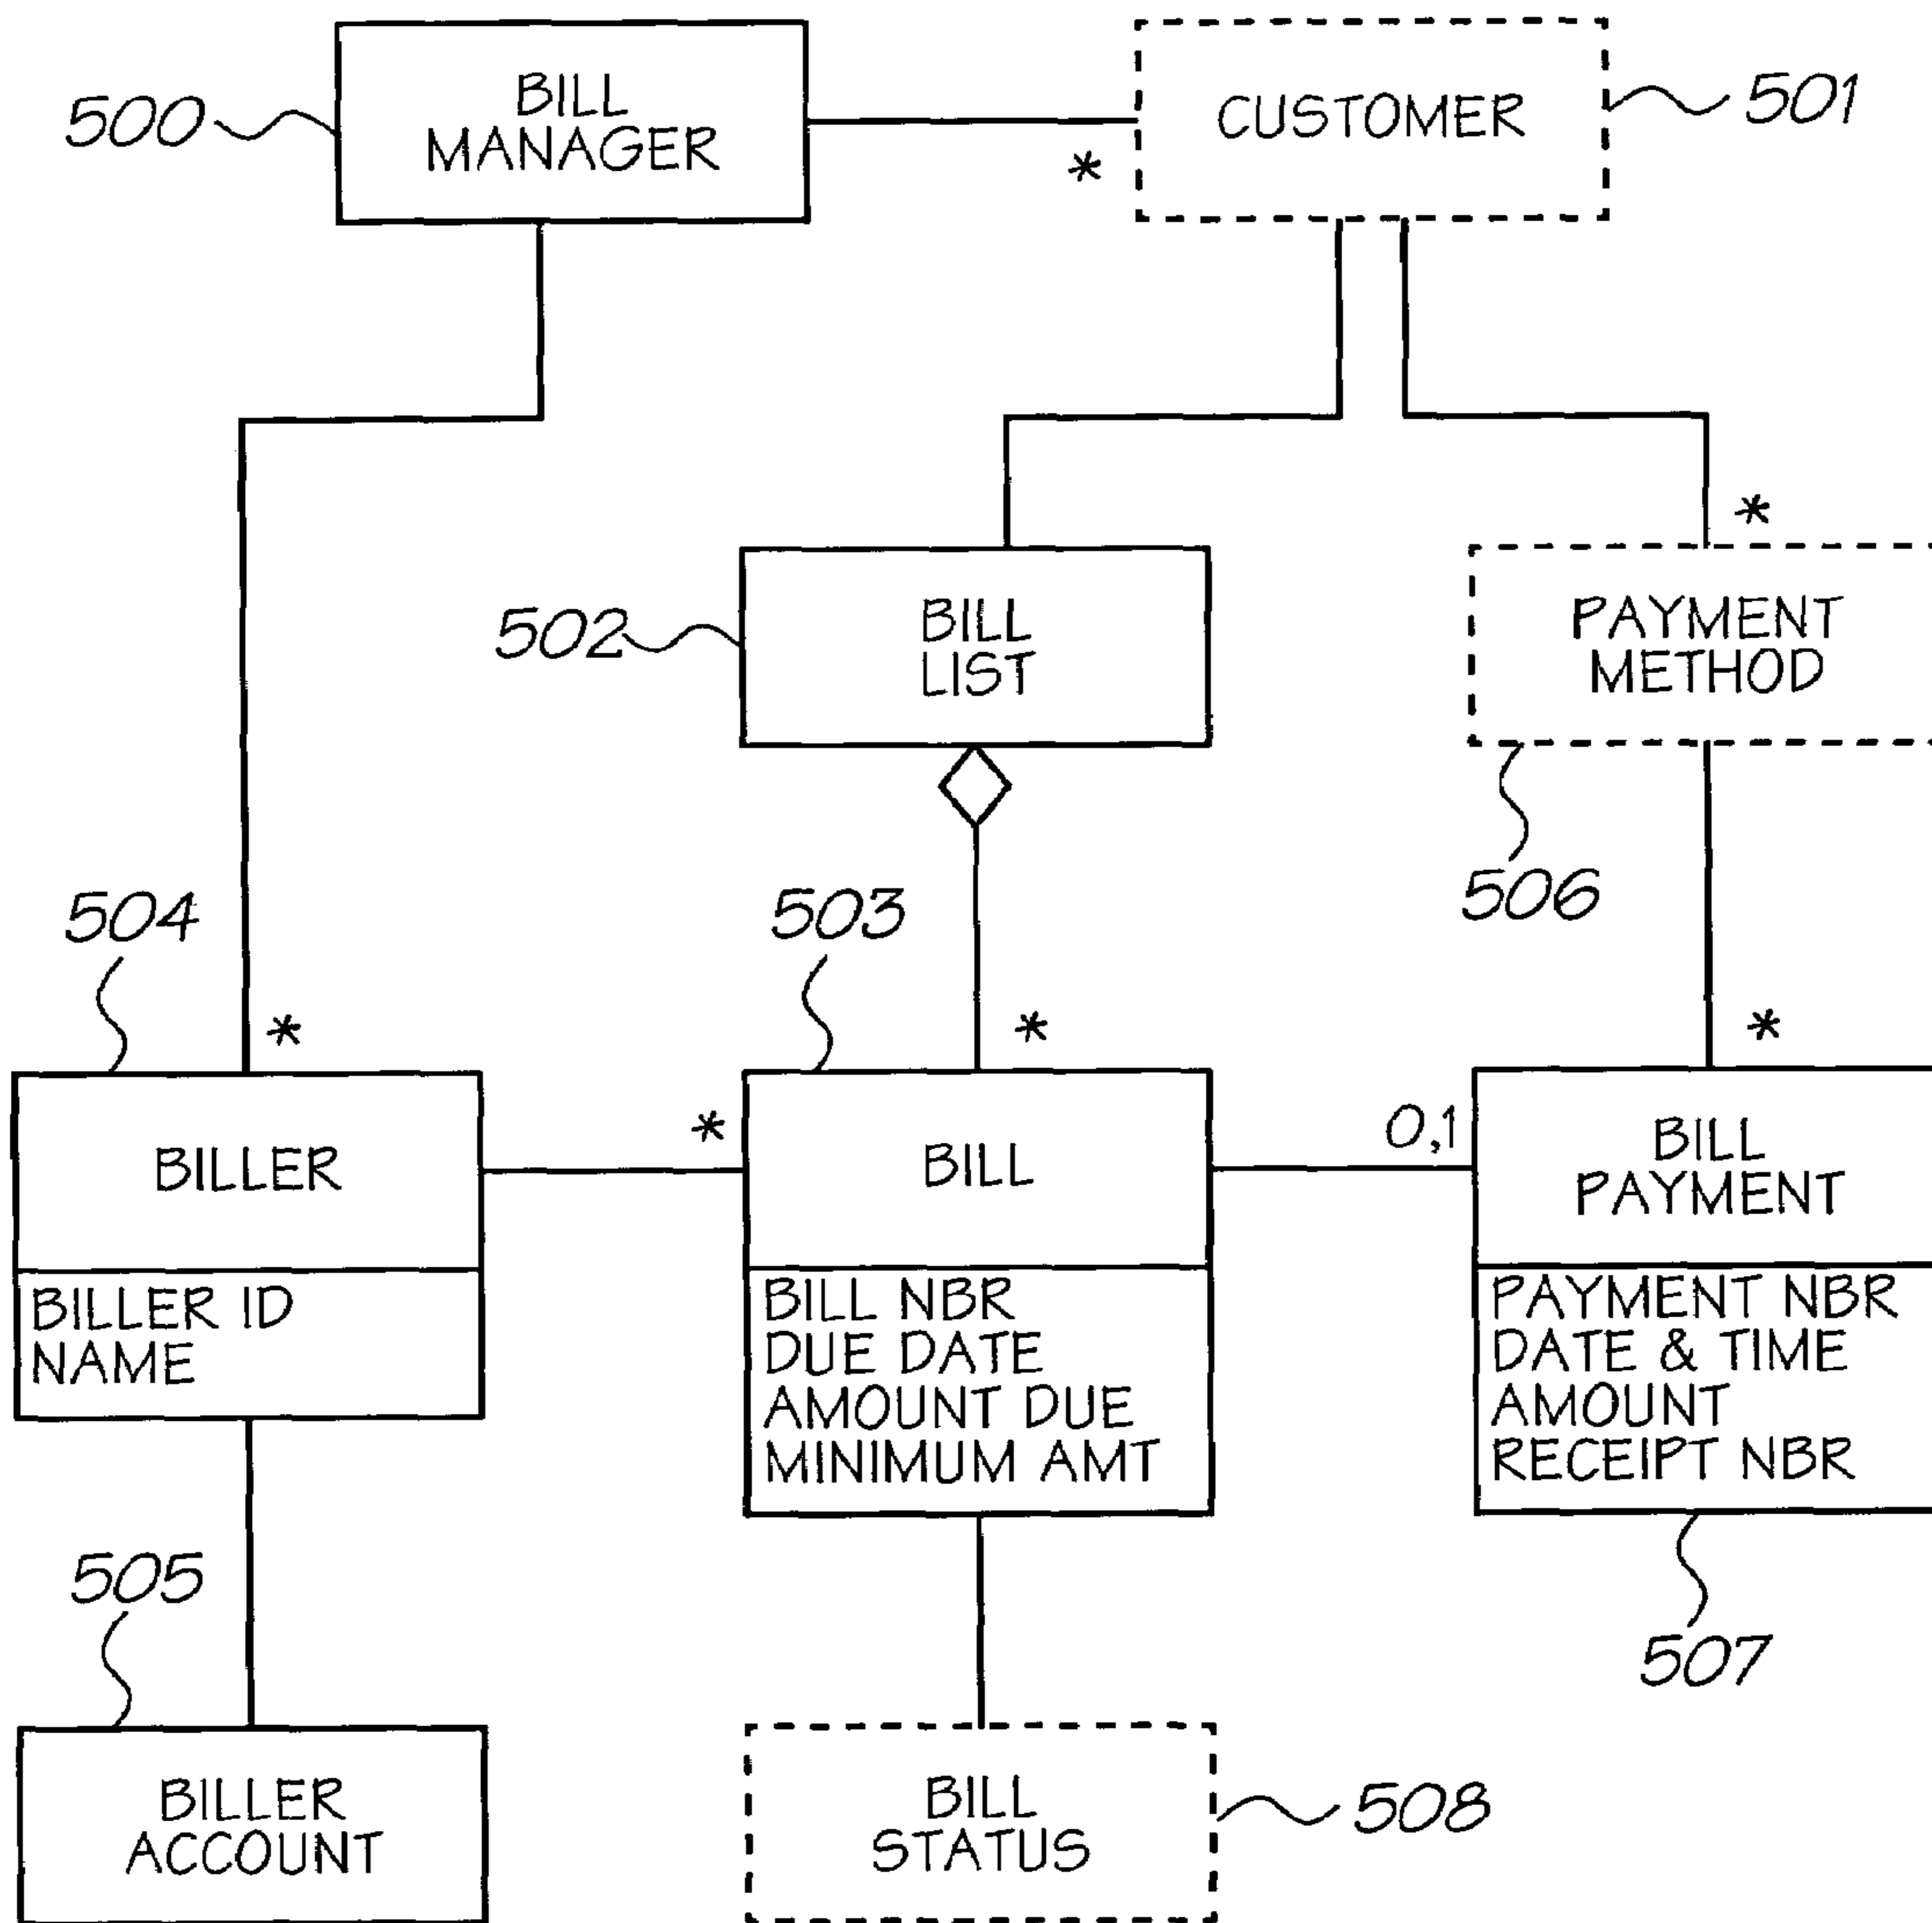 BILL
MANAGER
500
CUSTOMER
501
*
BILL
LIST
502
*
PAYMENT
METHOD
506
504
503
*
*
*
BILLER
BILLER ID
NAME
*
BILL
BILL NBR
DUE DATE
AMOUNT DUE
MINIMUM AMT
0,1
BILL
PAYMENT
PAYMENT NBR
DATE & TIME
AMOUNT
RECEIPT NBR
505
507
BILLER
ACCOUNT
BILL
STATUS
508